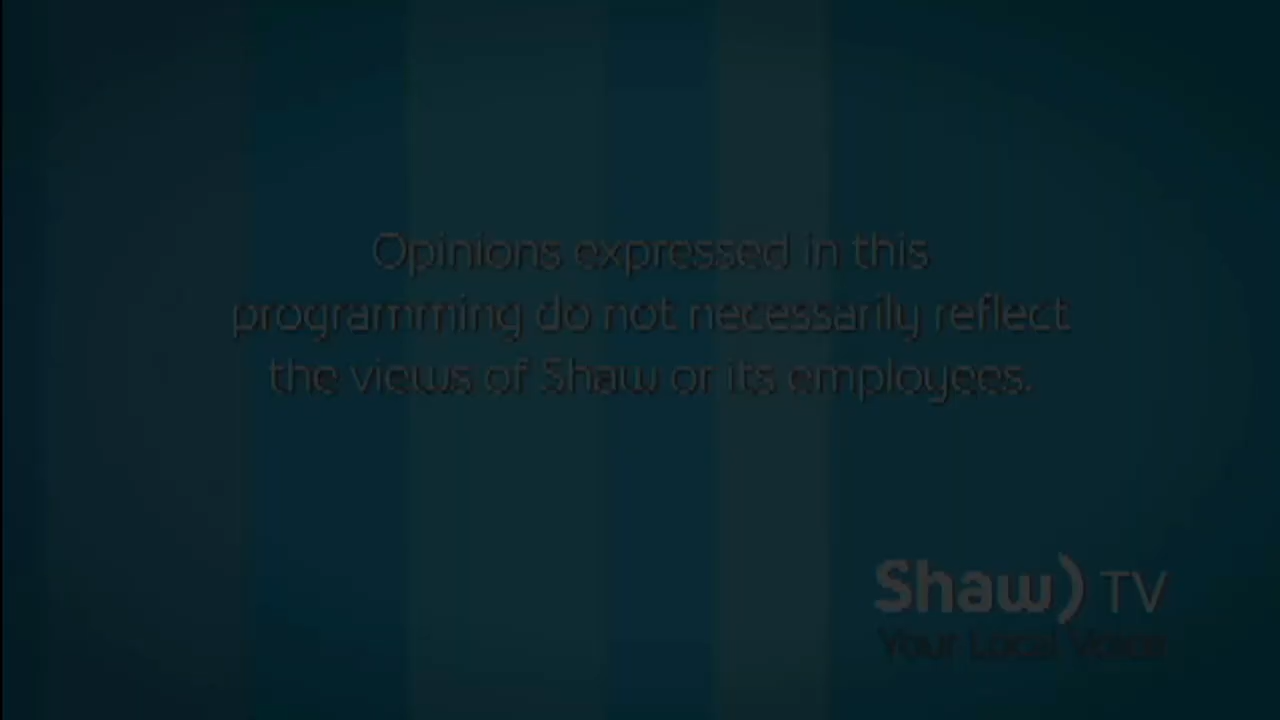 Opinions expressed in this
programming do not necessarily reflect
the views of Shaw or its employees.
Shaw) TV
Your Local Voice